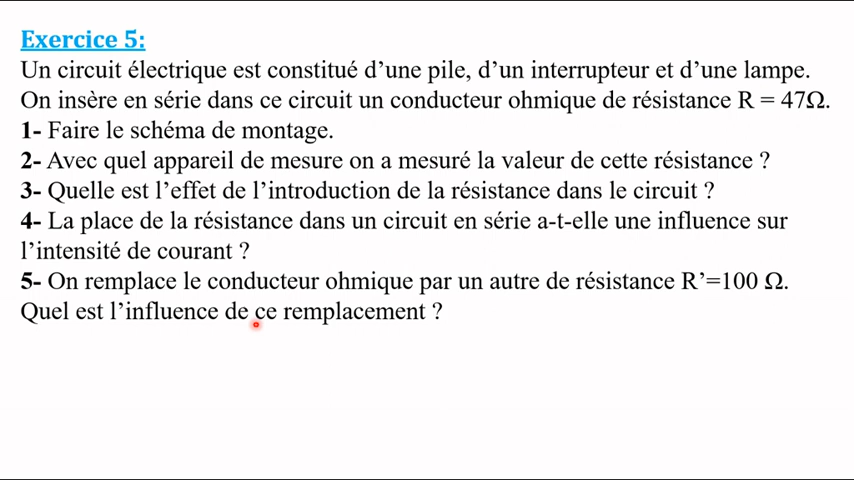 Exercice 5:
Un circuit électrique est constitué d’une pile, d’un interrupteur et d’une lampe.
On insère en série dans ce circuit un conducteur ohmique de résistance R = 47Ω.
1- Faire le schéma de montage.
2- Avec quel appareil de mesure on a mesuré la valeur de cette résistance ?
3- Quelle est l’effet de l’introduction de la résistance dans le circuit ?
4- La place de la résistance dans un circuit en série a-t-elle une influence sur
l’intensité de courant ?
5- On remplace le conducteur ohmique par un autre de résistance R’=100 Ω.
Quel est l’influence de ce remplacement ?